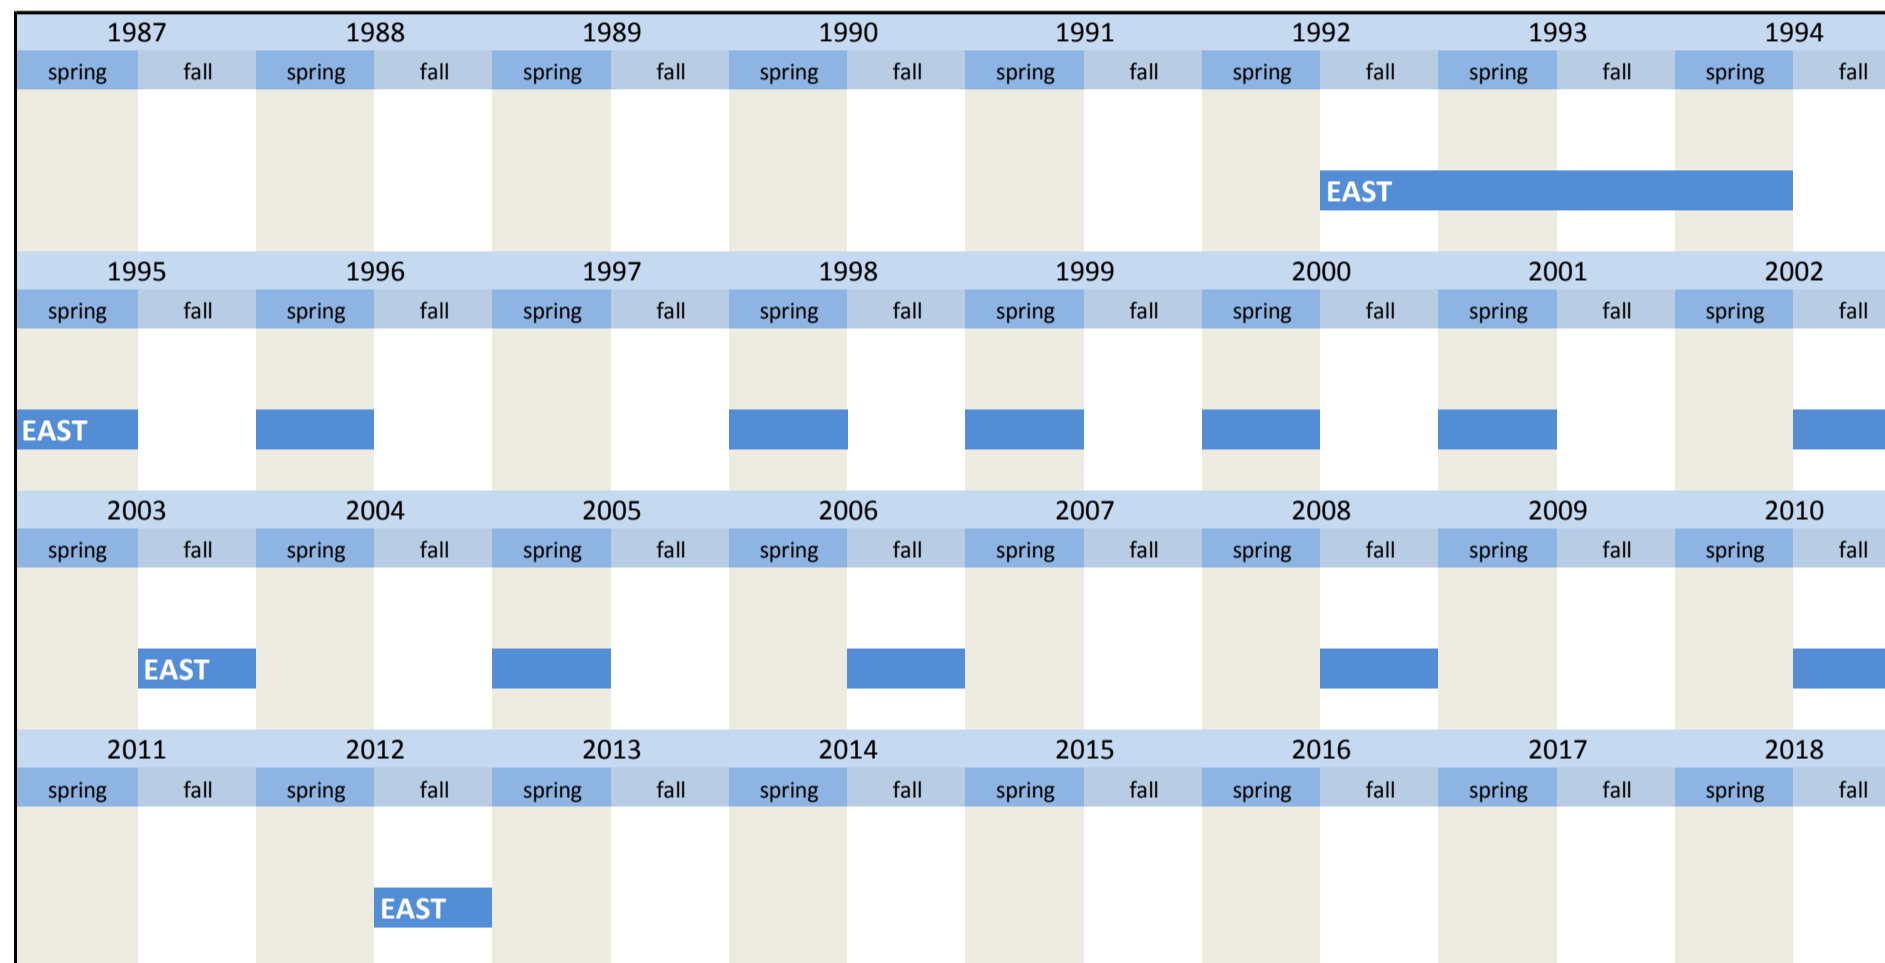 1987 1988 1989 1990 1991 1992 1993 1994
spring fall spring fall spring fall spring fall spring fall spring fall spring fall spring fall
EAST
1995 1996 1997 1998 1999 2000 2001 2002
spring fall spring fall spring fall spring fall spring fall spring fall spring fall spring fall
EAST
2003 2004 2005 2006 2007 2008 2009 2010
spring fall spring fall spring fall spring fall spring fall spring fall spring fall spring fall
EAST
2011 2012 2013 2014 2015 2016 2017 2018
spring fall spring fall spring fall spring fall spring fall spring fall spring fall spring fall
EAST